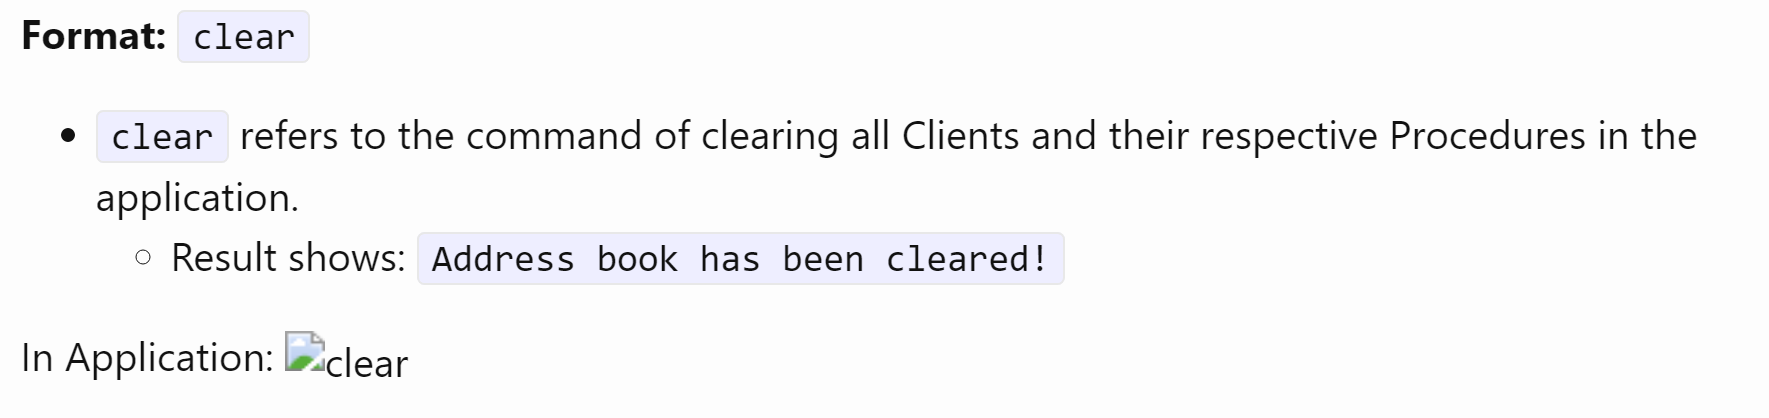 Format: clear
clear refers to the command of clearing all Clients and their respective Procedures in the
application.
Result shows: Address book has been cleared!
In Application: clear